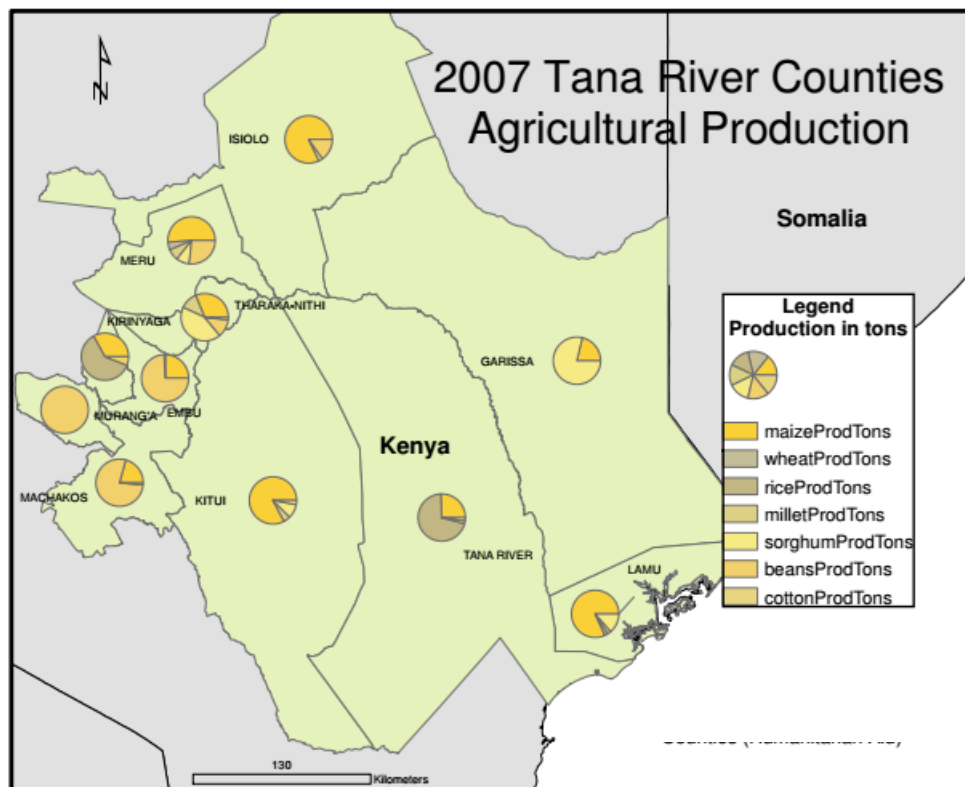 2007 Tana River Counties
Agricultural Production
N
ISIOLO
Somalia
MERU
THARAKA-NITHI
KIRINYAGA
Legend
Production in tons
GARISSA
MURANG'A
EMBU
maizeProdTons
Kenya
wheatProdTons
MACHAKOS
KITUI
riceProdTons
milletProdTons
sorghumProdTons
TANA RIVER
LAMU
beansProdTons
cottonProdTons
130
Kilometers